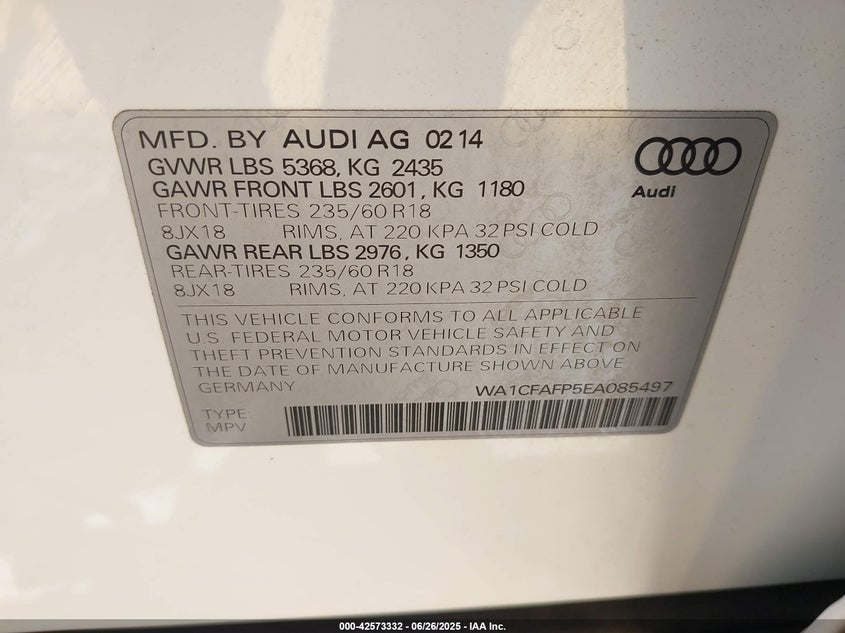 MFD. BY AUDI AG 02 14
GVWR LBS 5368, KG 2435
GAWR FRONT LBS 2601, KG 1180
FRONT-TIRES 235/60 R18
8JX18 RIMS, AT 220 KPA 32 PSI COLD
GAWR REAR LBS 2976, KG 1350
REAR-TIRES 235/60 R18
8JX18 RIMS, AT 220 KPA 32 PSI COLD
Audi
THIS VEHICLE CONFORMS TO ALL APPLICABLE
U.S. FEDERAL MOTOR VEHICLE SAFETY AND
THEFT PREVENTION STANDARDS IN EFFECT ON
THE DATE OF MANUFACTURE SHOWN ABOVE
GERMANY WA1CFAFP5EA085497
TYPE
MPV
000-42573332 | 06/26/2025 - IAA Inc.